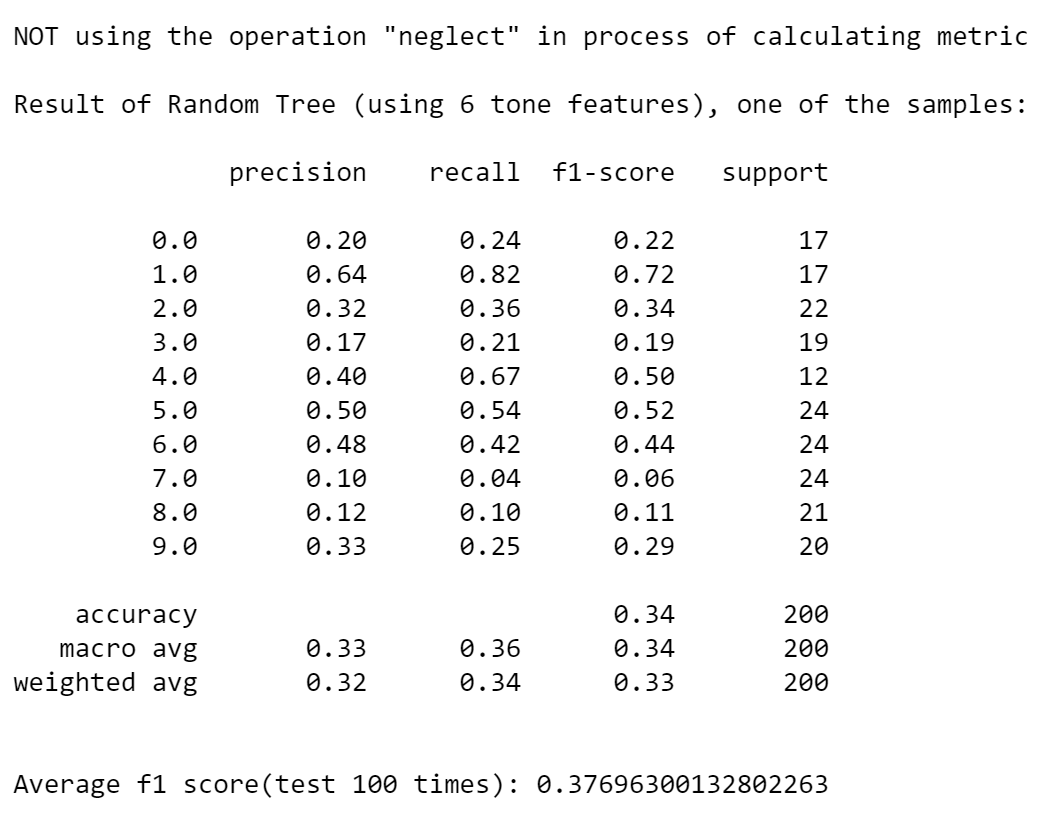 NOT using the operation "neglect" in process of calculating metric
Result of Random Tree (using 6 tone features), one of the samples:
precision recall f1-score support
0.0 0.20 0.24 0.22 17
1.0 0.64 0.82 0.72 17
2.0 0.32 0.36 0.34 22
3.0 0.17 0.21 0.19 19
4.0 0.40 0.67 0.50 12
5.0 0.50 0.54 0.52 24
6.0 0.48 0.42 0.44 24
7.0 0.10 0.04 0.06 24
8.0 0.12 0.10 0.11 21
9.0 0.33 0.25 0.29 20
accuracy 0.34 200
macro avg 0.33 0.36 0.34 200
weighted avg 0.32 0.34 0.33 200
Average f1 score(test 100 times): 0.37696300132802263